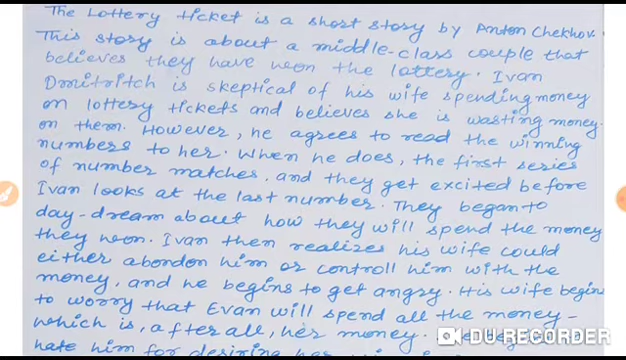 The Lottery ticket is a short story by Anton Chekhov.
This story is about a middle-class couple that
believes they have won the lottery. Ivan
Dmitritch is skeptical of his wife spending money
on lottery tickets and believes she is wasting money
on them. However, he agrees to read the winning
numbers to her. When he does, the first series
of number matches, and they get excited before
Ivan looks at the last number. They began to
day-dream about how they will spend the money
they won. Ivan then realizes his wife could
either abondon him or controll him with the
money, and he begins to get angry. His wife begins
to worry that Evan will spend all the money-
which is, after all, her money.
DU RECORDER
hate him for desiring her